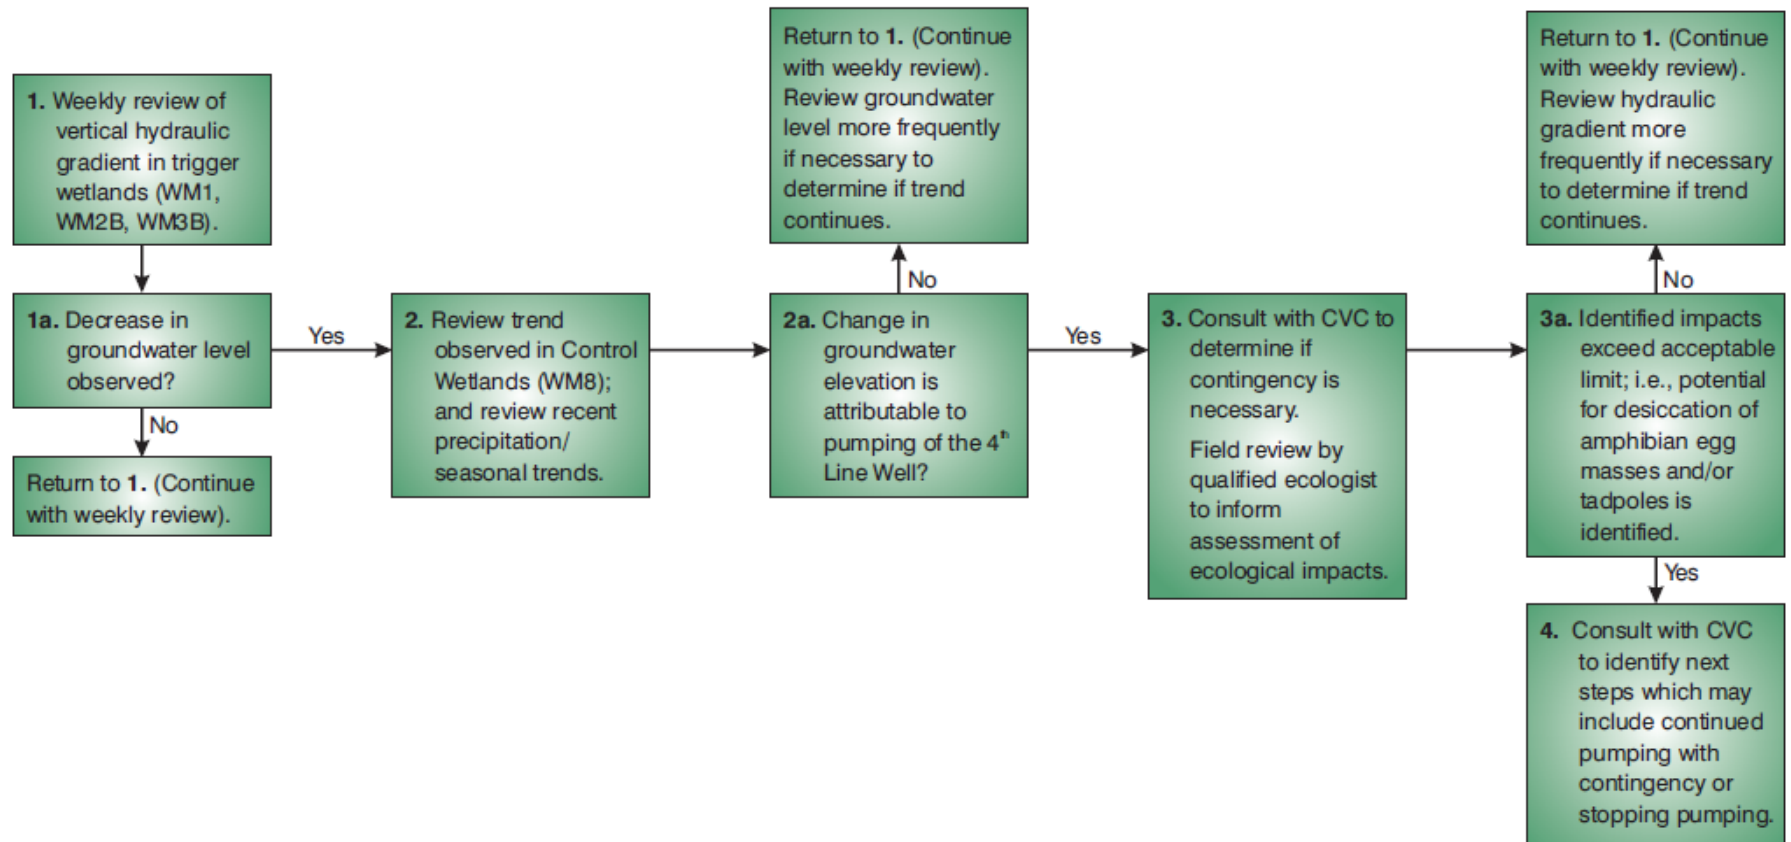 1. Weekly review of
vertical hydraulic
gradient in trigger
wetlands (WM1,
WM2B, WM3B).
1a. Decrease in
groundwater level
observed?
No
Return to 1. (Continue
with weekly review).
Yes
2. Review trend
observed in Control
Wetlands (WM8);
and review recent
precipitation/
seasonal trends.
Return to 1. (Continue
with weekly review).
Review groundwater
level more frequently
if necessary to
determine if trend
continues.
No
2a. Change in
groundwater
elevation is
attributable to
pumping of the 4th
Line Well?
Yes
3. Consult with CVC to
determine if
contingency is
necessary.
Field review by
qualified ecologist
to inform
assessment of
ecological impacts.
Return to 1. (Continue
with weekly review).
Review hydraulic
gradient more
frequently if necessary
to determine if trend
continues.
No
3a. Identified impacts
exceed acceptable
limit; i.e., potential
for desiccation of
amphibian egg
masses and/or
tadpoles is
identified.
Yes
4. Consult with CVC
to identify next
steps which may
include continued
pumping with
contingency or
stopping pumping.